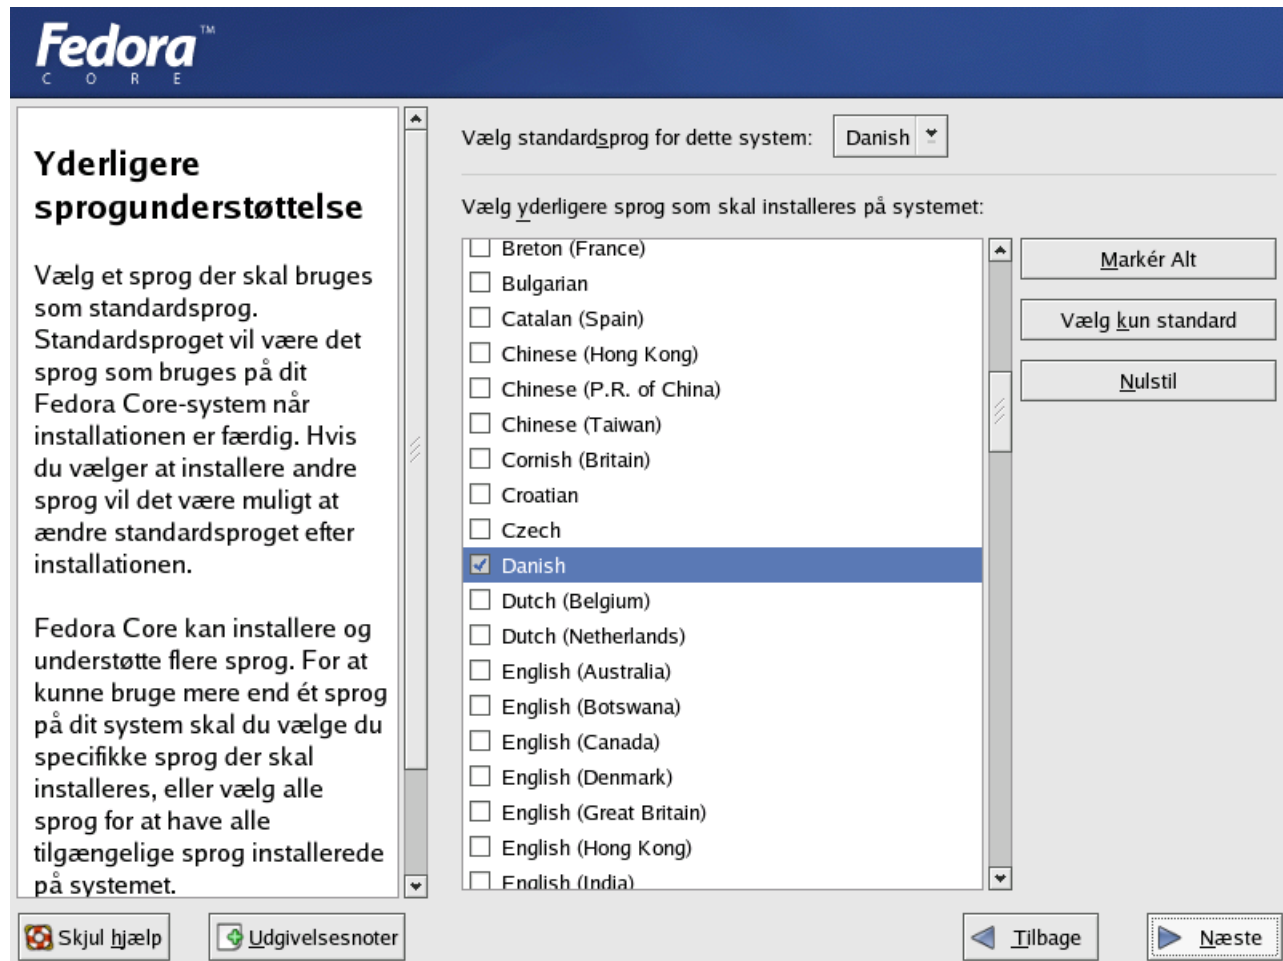 Fedora™
CORE
Yderligere
sprogunderstøttelse
Vælg et sprog der skal bruges
som standardsprog.
Standardsproget vil være det
sprog som bruges på dit
Fedora Core-system når
installationen er færdig. Hvis
du vælger at installere andre
sprog vil det være muligt at
ændre standardsproget efter
installationen.
Fedora Core kan installere og
understøtte flere sprog. For at
kunne bruge mere end ét sprog
på dit system skal du vælge du
specifikke sprog der skal
installeres, eller vælg alle
sprog for at have alle
tilgængelige sprog installerede
på systemet.
Vælg standardsprog for dette system: Danish
Vælg yderligere sprog som skal installeres på systemet:
Breton (France)
Bulgarian
Catalan (Spain)
Chinese (Hong Kong)
Chinese (P.R. of China)
Chinese (Taiwan)
Cornish (Britain)
Croatian
Czech
Danish
Dutch (Belgium)
Dutch (Netherlands)
English (Australia)
English (Botswana)
English (Canada)
English (Denmark)
English (Great Britain)
English (Hong Kong)
English (India)
Markér Alt
Vælg kun standard
Nulstil
Skjul hjælp
Udgivelsesnoter
Tilbage
Næste